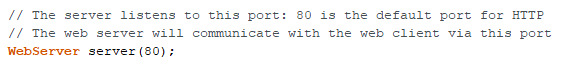 // The server listens to this port: 80 is the default port for HTTP
// The web server will communicate with the web client via this port
WebServer server(80);